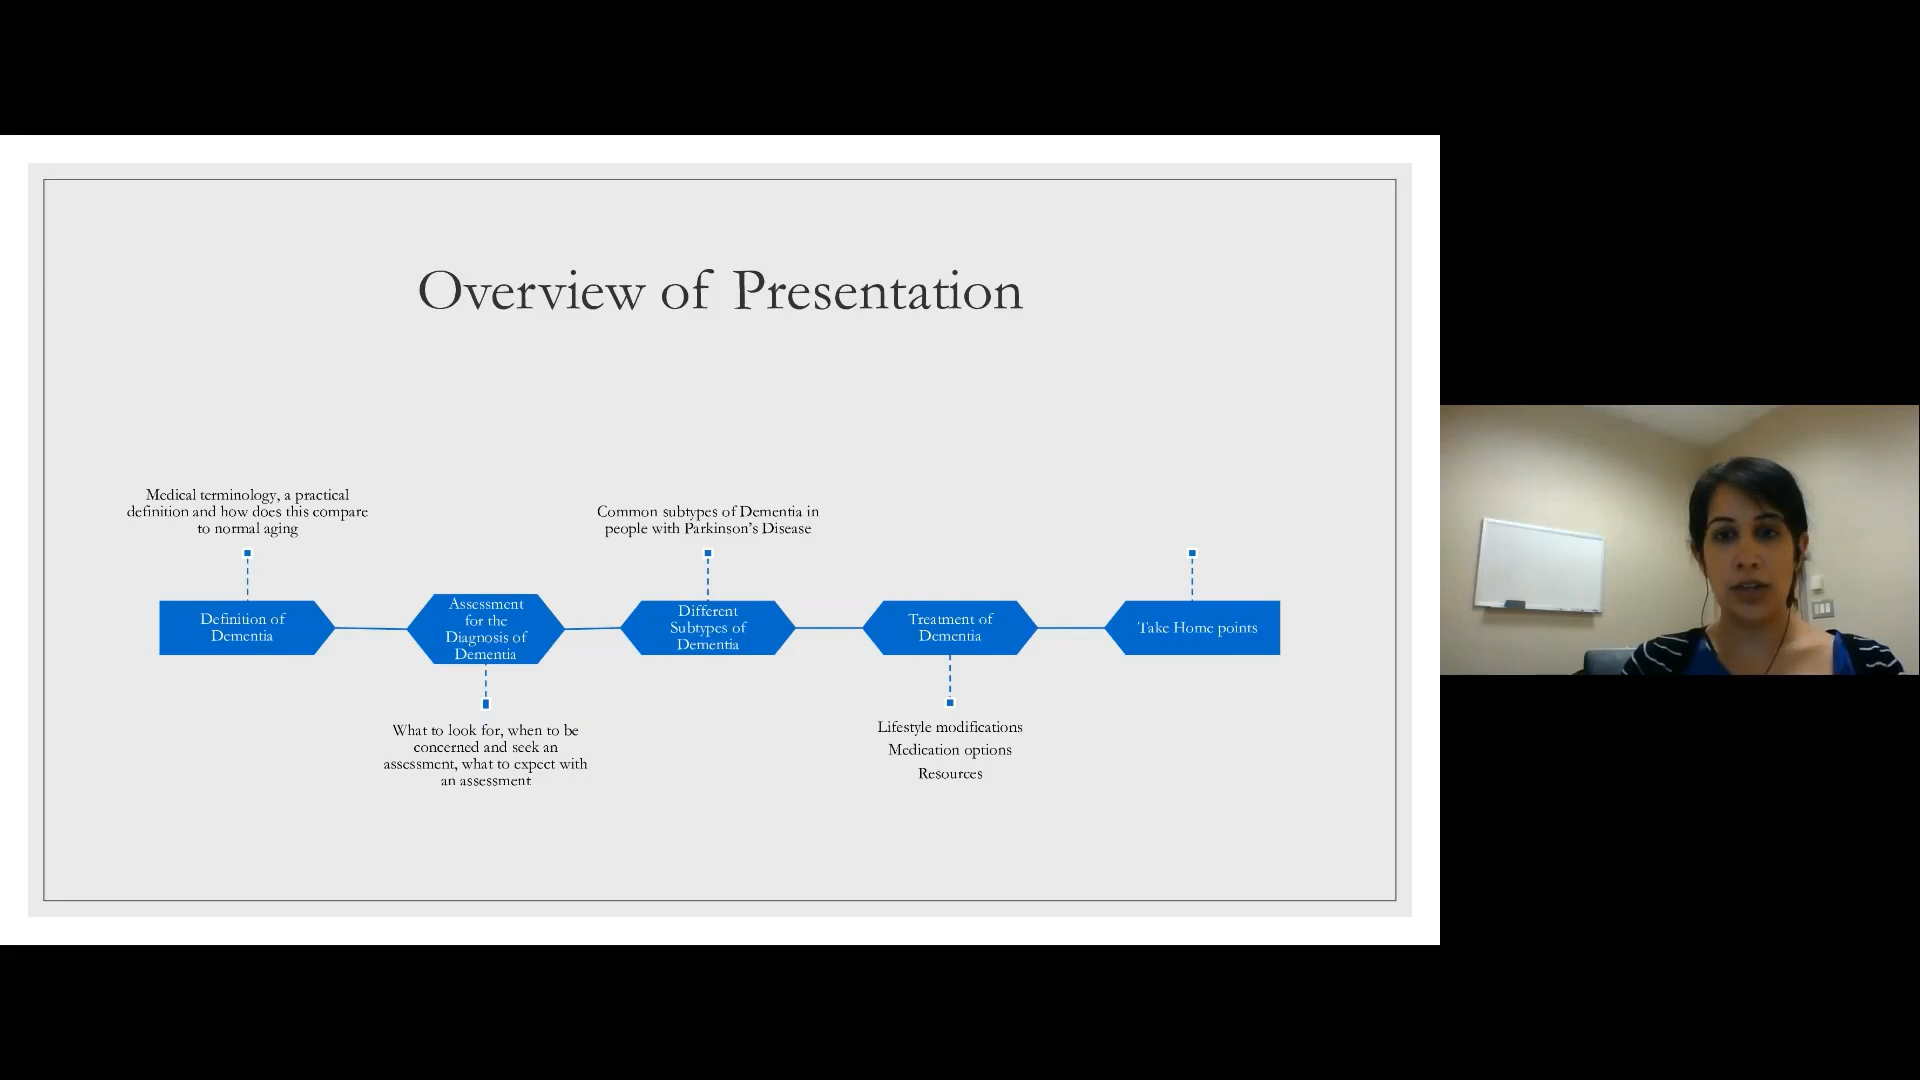 Overview of Presentation
Medical terminology, a practical
definition and how does this compare
to normal aging
Common subtypes of Dementia in
people with Parkinson's Disease
Definition of
Dementia
Assessment
for the
Diagnosis of
Dementia
Different
Subtypes of
Dementia
Treatment of
Dementia
Take Home points
What to look for, when to be
concerned and seek an
assessment, what to expect with
an assessment
Lifestyle modifications
Medication options
Resources